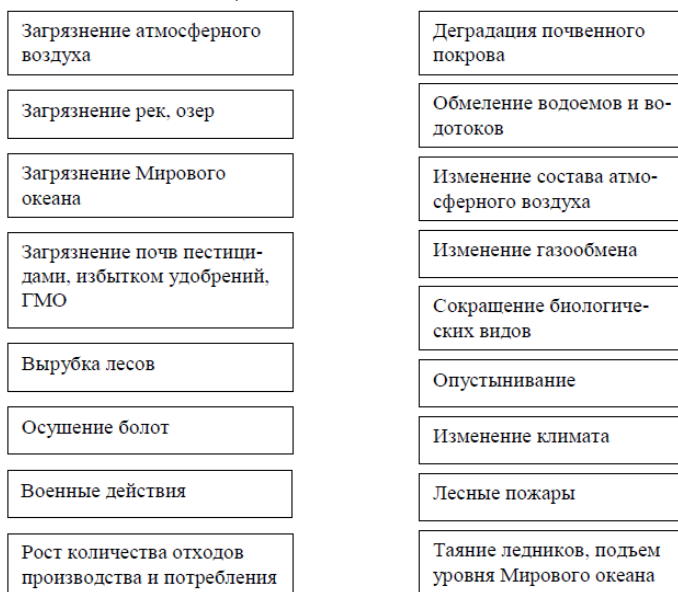 Загрязнение атмосферного
воздуха
Загрязнение рек, озер
Загрязнение Мирового
океана
Загрязнение почв пестици-
дами, избытком удобрений,
ГМО
Вырубка лесов
Осушение болот
Военные действия
Рост количества отходов
производства и потребления
Деградация почвенного
покрова
Обмеление водоемов и во-
дотоков
Изменение состава атмо-
сферного воздуха
Изменение газообмена
Сокращение биологиче-
ских видов
Опустынивание
Изменение климата
Лесные пожары
Таяние ледников, подъем
уровня Мирового океана